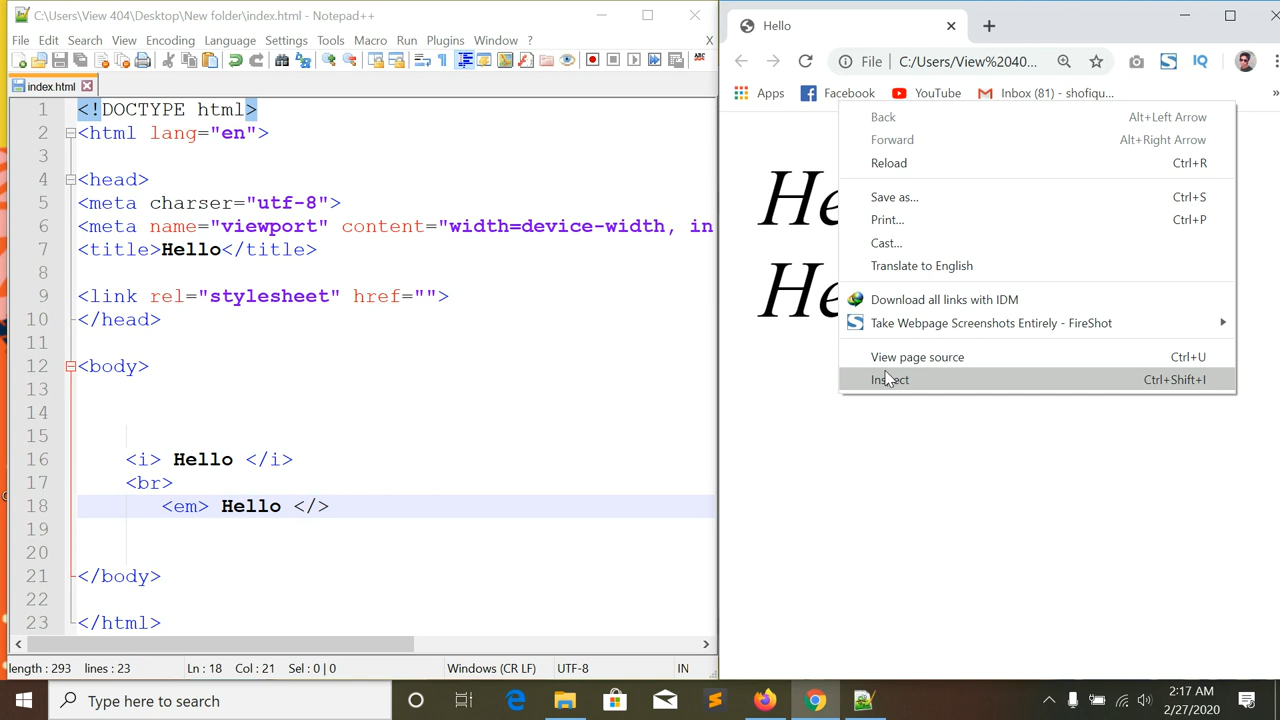 C:\Users\View 404\Desktop\New folder\index.html - Notepad++
File Edit Search View Encoding Language Settings Tools Macro Run Plugins Window ? X
index.html
1 <!DOCTYPE html>
2 <html lang="en">
3
4 <head>
5 <meta charser="utf-8">
6 <meta name="viewport" content="width=device-width, in
7 <title>Hello</title>
8
9 <link rel="stylesheet" href="">
10 </head>
11
12 <body>
13
14
15
16 <i> Hello </i>
17 <br>
18 <em> Hello </>
19
20
21 </body>
22
23 </html>
length : 293 lines : 23 Ln : 18 Col : 21 Sel : 0 | 0 Windows (CR LF) UTF-8 IN
Hello
File C:/Users/View%2040... IQ
Apps Facebook YouTube Inbox (81) - shofiqu... »
Back Alt+Left Arrow
Forward Alt+Right Arrow
Reload Ctrl+R
Save as... Ctrl+S
Print... Ctrl+P
Cast...
Translate to English
Download all links with IDM
Take Webpage Screenshots Entirely - FireShot
View page source Ctrl+U
Inspect Ctrl+Shift+I
He
He
Type here to search
2:17 AM
2/27/2020